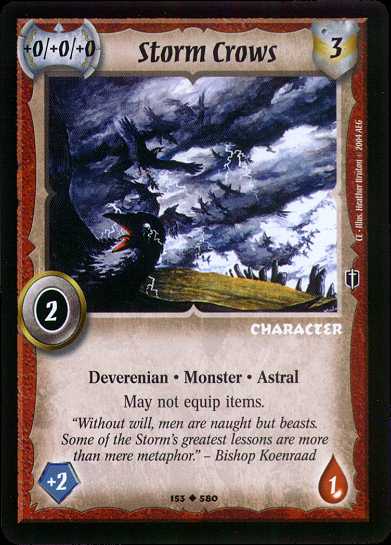 +0/+0/+0
Storm Crows
3
CE • Illus. Heather Bruton © 2004 AEG
2
CHARACTER
Deverenian • Monster • Astral
May not equip items.
“Without will, men are naught but beasts.
Some of the Storm’s greatest lessons are more
than mere metaphor.” – Bishop Koenraad
+2
153 ◆ 580
1